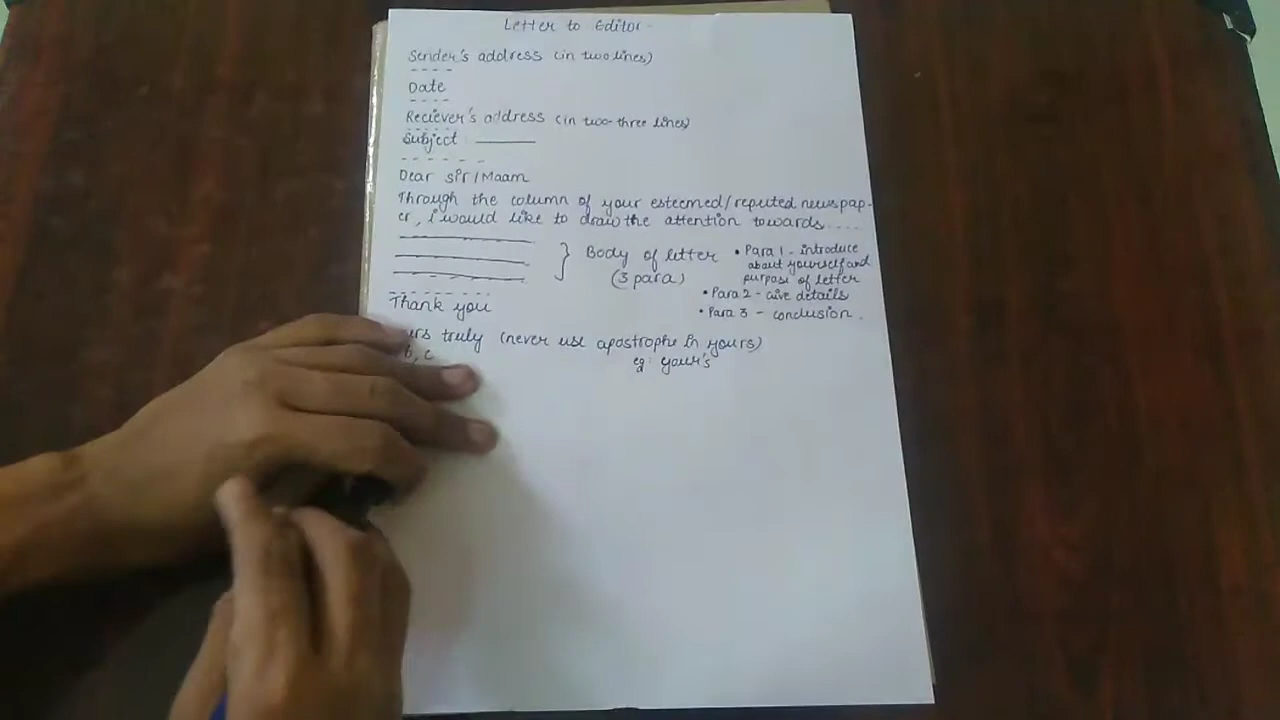 Letter to Editor -
Sender's address (in two lines)
- - - -
Date
- - - -
Reciever's address (in two-three lines)
Subject : ________
- - - - - -
Dear Sir/Maam
Through the column of your esteemed/reputed newspap-
er, i would like to draw the attention towards....
} Body of letter
(3 para)
• Para 1 - introduce
about yourself and
purpose of letter
• Para 2 - Give details
• Para 3 - conclusion.
- - - - - - - - -
Thank you
urs truly (never use apostrophe in yours)
b, c
eg: your's